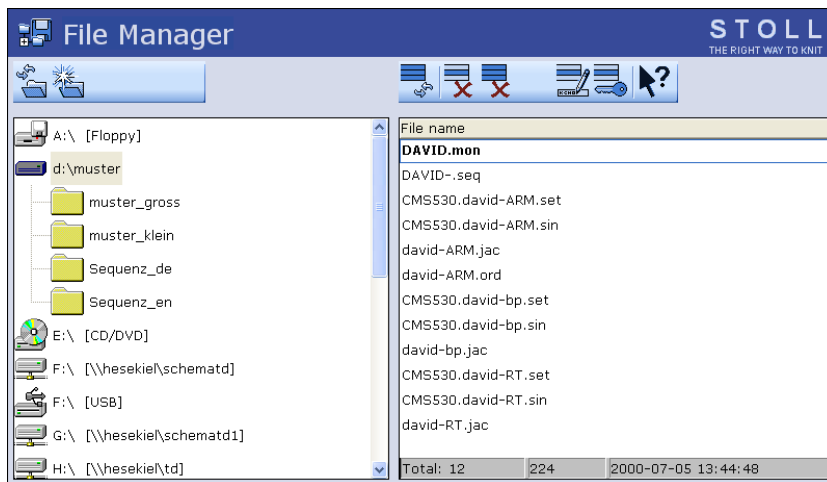 File Manager
STOLL
THE RIGHT WAY TO KNIT
?
A:\ [Floppy]
d:\muster
muster_gross
muster_klein
Sequenz_de
Sequenz_en
E:\ [CD/DVD]
F:\ [\\hesekiel\schematd]
F:\ [USB]
G:\ [\\hesekiel\schematd1]
H:\ [\\hesekiel\td]
File name
DAVID.mon
DAVID-.seq
CMS530.david-ARM.set
CMS530.david-ARM.sin
david-ARM.jac
david-ARM.ord
CMS530.david-bp.set
CMS530.david-bp.sin
david-bp.jac
CMS530.david-RT.set
CMS530.david-RT.sin
david-RT.jac
Total: 12 224 2000-07-05 13:44:48